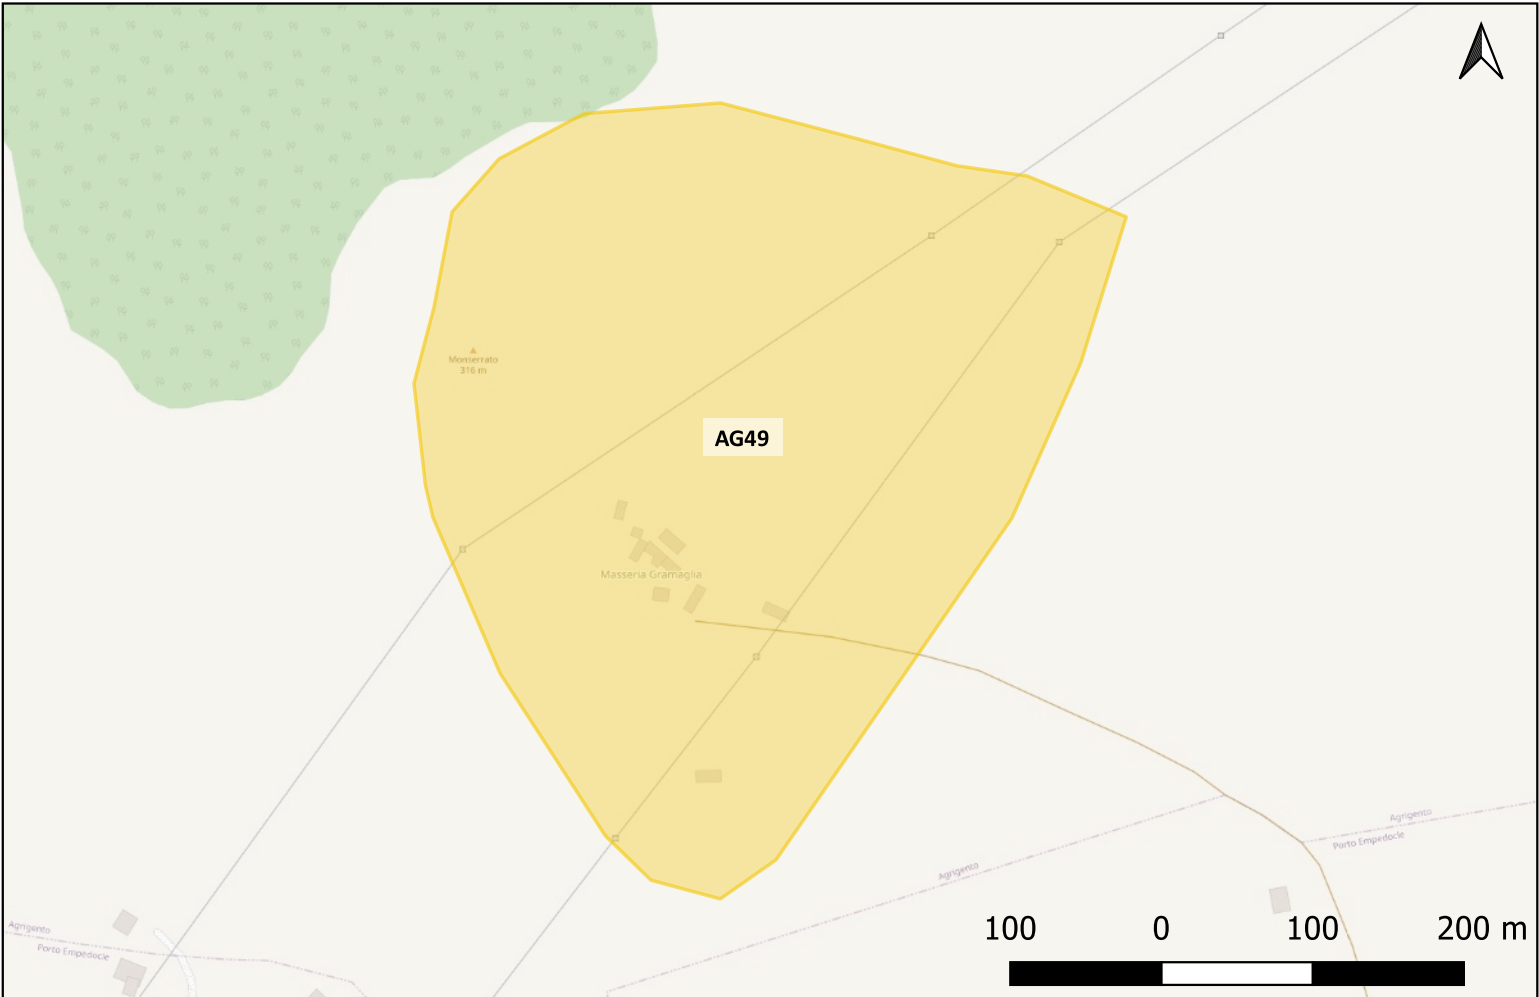 Monserrato
316 m
AG49
Masseria Gramaglia
Agrigento
Porto Empedocle
Agrigento
Agrigento
Porto Empedocle
100 0 100 200 m